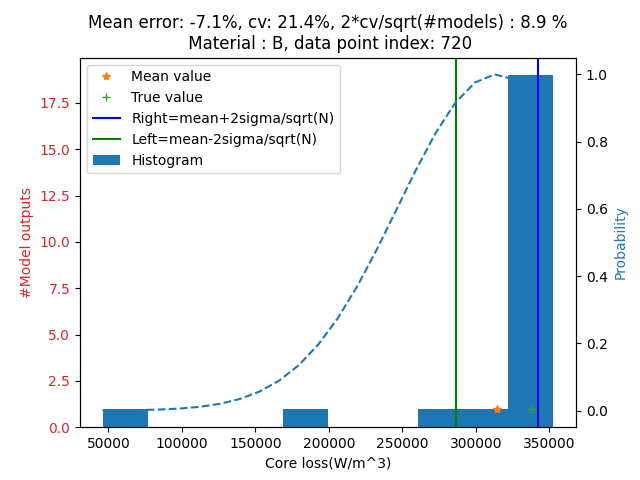 Mean error: -7.1%, cv: 21.4%, 2*cv/sqrt(#models) : 8.9 %
Material : B, data point index: 720
Mean value
True value
Right=mean+2sigma/sqrt(N)
Left=mean-2sigma/sqrt(N)
Histogram
#Model outputs
17.5
15.0
12.5
10.0
7.5
5.0
2.5
0.0
1.0
0.8
0.6
0.4
0.2
0.0
Probability
50000 100000 150000 200000 250000 300000 350000
Core loss(W/m^3)